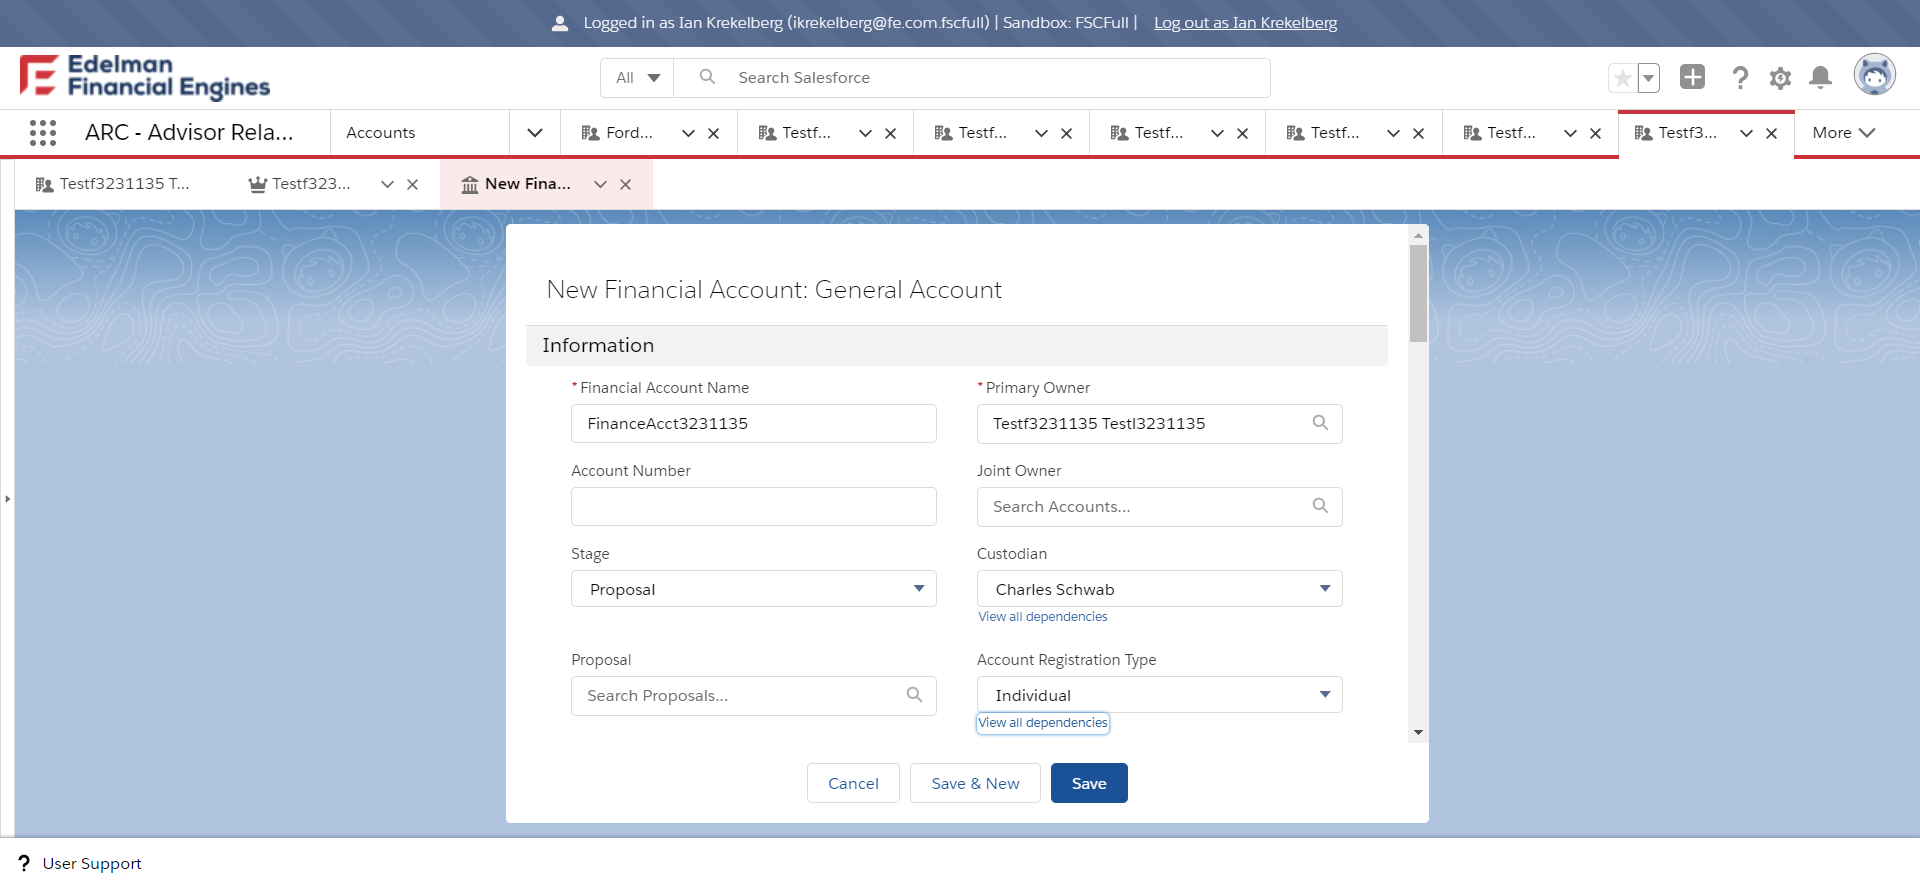 Logged in as Ian Krekelberg (ikrekelberg@fe.com.fscfull) | Sandbox: FSCFull | Log out as Ian Krekelberg
Edelman
Financial Engines
All
Search Salesforce
ARC - Advisor Rela...
Accounts
Ford...
Testf...
Testf...
Testf...
Testf...
Testf...
Testf3...
More
Testf3231135 T...
Testf323...
New Fina...
New Financial Account: General Account
Information
* Financial Account Name
* Primary Owner
FinanceAcct3231135
Testf3231135 Testl3231135
Account Number
Joint Owner
Search Accounts...
Stage
Custodian
Proposal
Charles Schwab
View all dependencies
Proposal
Account Registration Type
Search Proposals...
Individual
View all dependencies
Cancel
Save & New
Save
? User Support